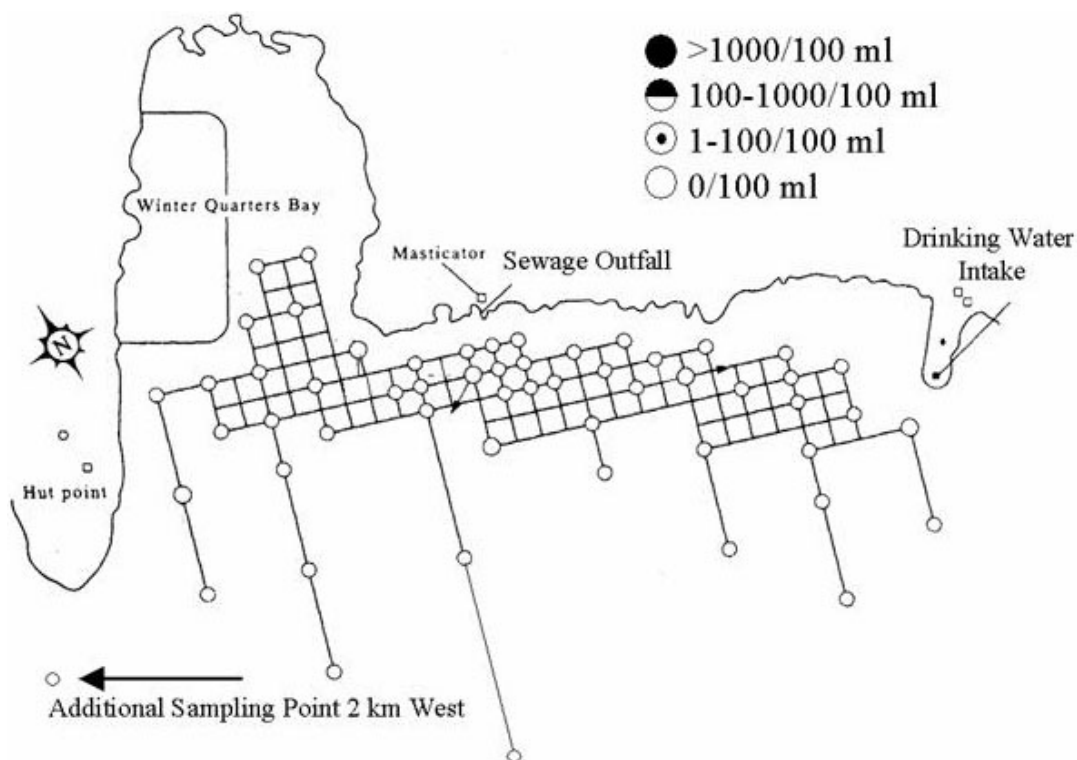 >1000/100 ml
100-1000/100 ml
1-100/100 ml
0/100 ml
Winter Quarters Bay
Masticator
Sewage Outfall
Drinking Water
Intake
N
Hut point
Additional Sampling Point 2 km West